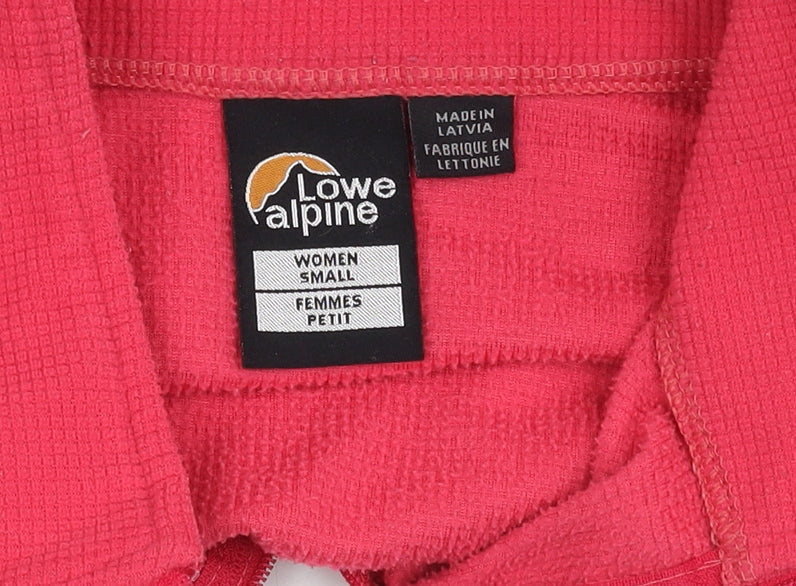 Lowe
alpine
WOMEN
SMALL
FEMMES
PETIT
MADE IN
LATVIA
FABRIQUE EN
LETTONIE